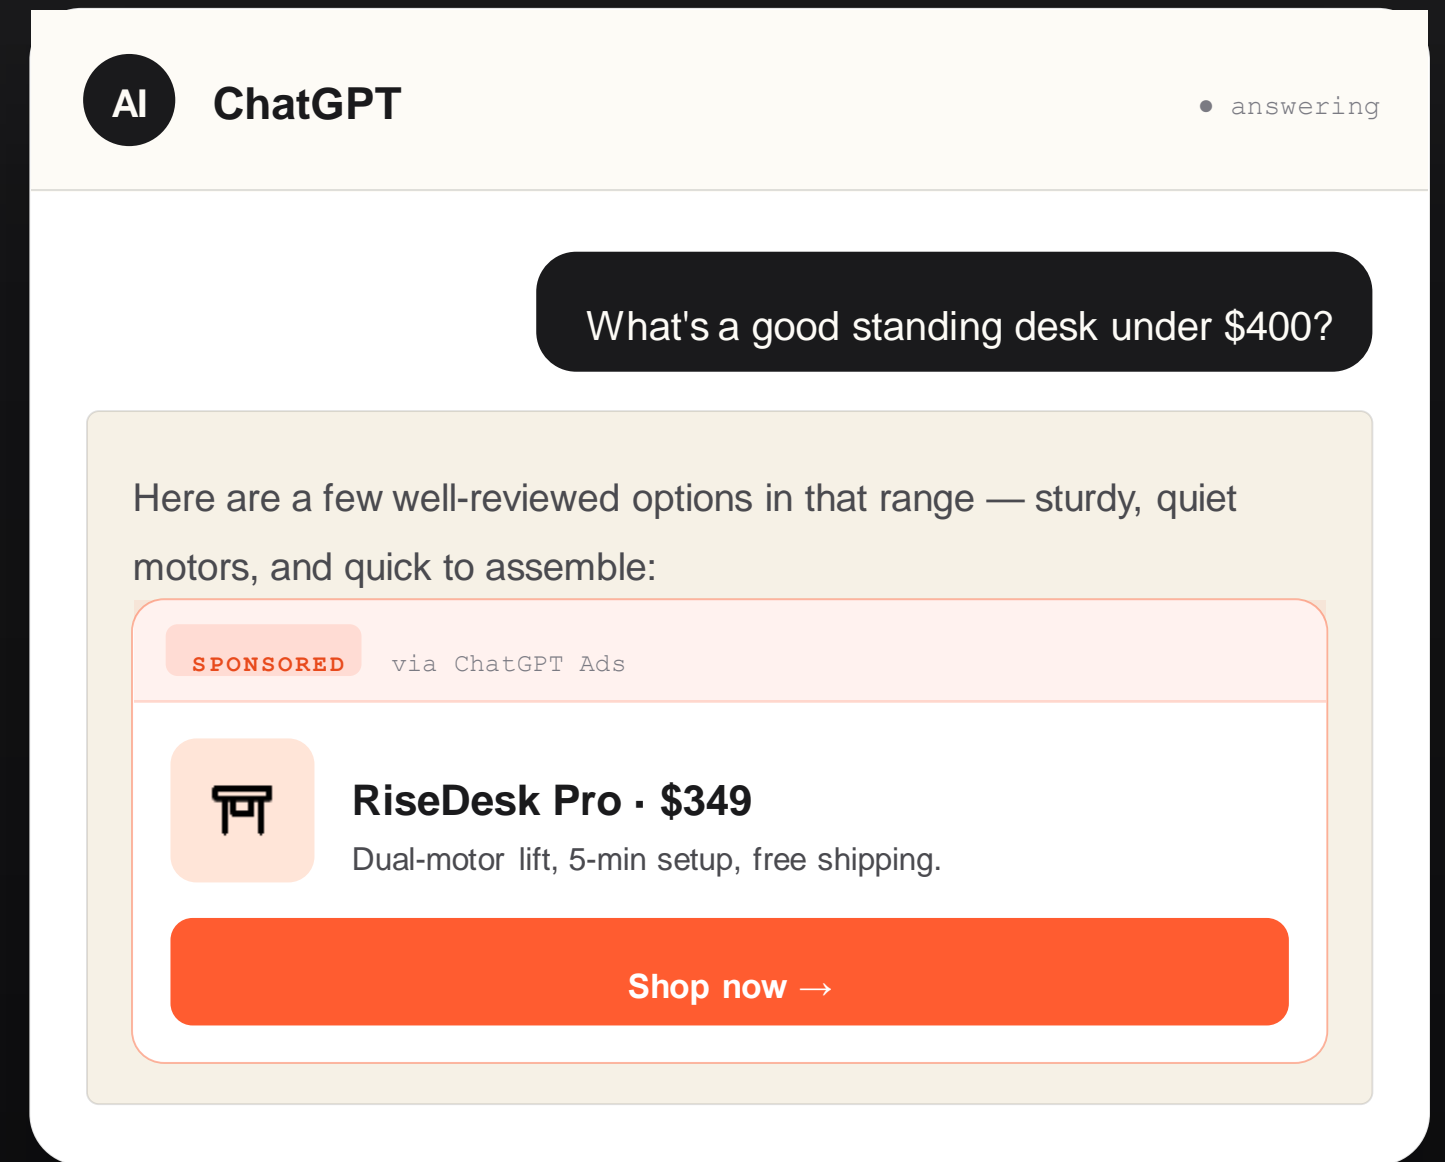 AI ChatGPT ● answering
What's a good standing desk under $400?
Here are a few well-reviewed options in that range — sturdy, quiet
motors, and quick to assemble:
SPONSORED via ChatGPT Ads
RiseDesk Pro · $349
Dual-motor lift, 5-min setup, free shipping.
Shop now →